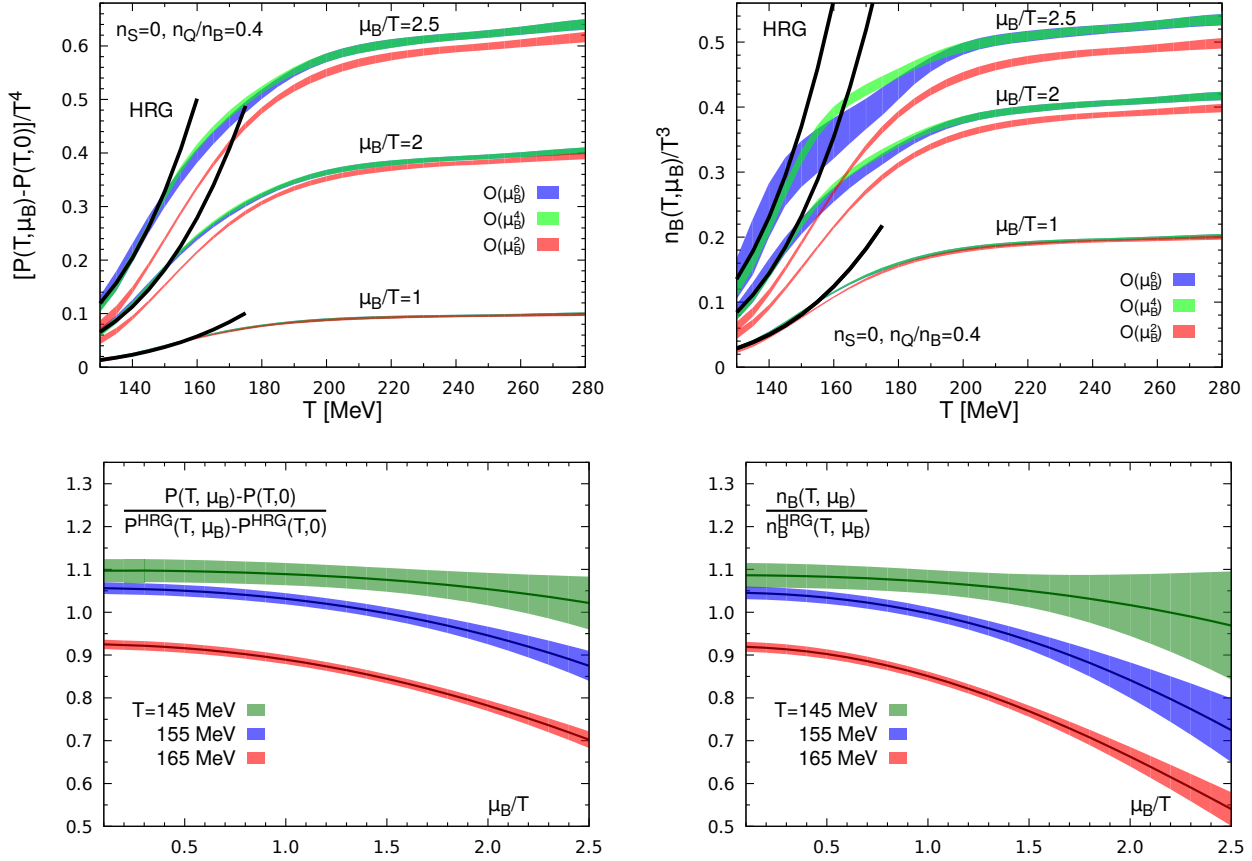 [P(T,μ_B)-P(T,0)]/T^4
n_S=0, n_Q/n_B=0.4
μ_B/T=2.5
HRG
μ_B/T=2
μ_B/T=1
O(μ_B^6)
O(μ_B^4)
O(μ_B^2)
0.6
0.5
0.4
0.3
0.2
0.1
0
140 160 180 200 220 240 260 280
T [MeV]
n_B(T,μ_B)/T^3
HRG
μ_B/T=2.5
μ_B/T=2
μ_B/T=1
O(μ_B^6)
O(μ_B^4)
O(μ_B^2)
n_S=0, n_Q/n_B=0.4
0.5
0.4
0.3
0.2
0.1
0
140 160 180 200 220 240 260 280
T [MeV]
P(T, μ_B)-P(T,0)
P^HRG(T, μ_B)-P^HRG(T,0)
1.3
1.2
1.1
1.0
0.9
0.8
0.7
0.6
0.5
T=145 MeV
155 MeV
165 MeV
μ_B/T
0.5 1.0 1.5 2.0 2.5
n_B(T, μ_B)
n_B^HRG(T, μ_B)
1.3
1.2
1.1
1.0
0.9
0.8
0.7
0.6
0.5
T=145 MeV
155 MeV
165 MeV
μ_B/T
0.5 1.0 1.5 2.0 2.5